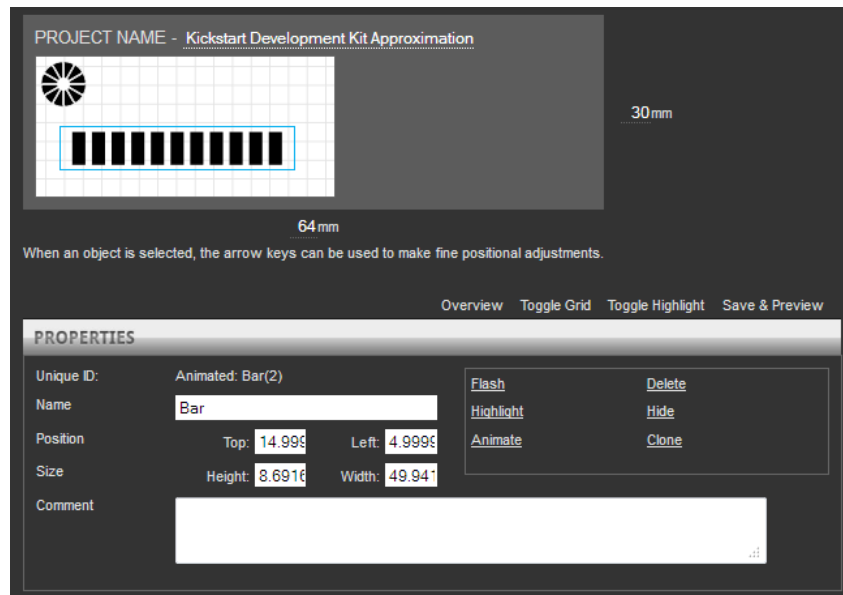 PROJECT NAME - Kickstart Development Kit Approximation
30mm
64mm
When an object is selected, the arrow keys can be used to make fine positional adjustments.
Overview Toggle Grid Toggle Highlight Save & Preview
PROPERTIES
Unique ID: Animated: Bar(2)
Flash Delete
Name Bar
Highlight Hide
Position Top: 14.999 Left: 4.9999
Animate Clone
Size Height: 8.6916 Width: 49.941
Comment